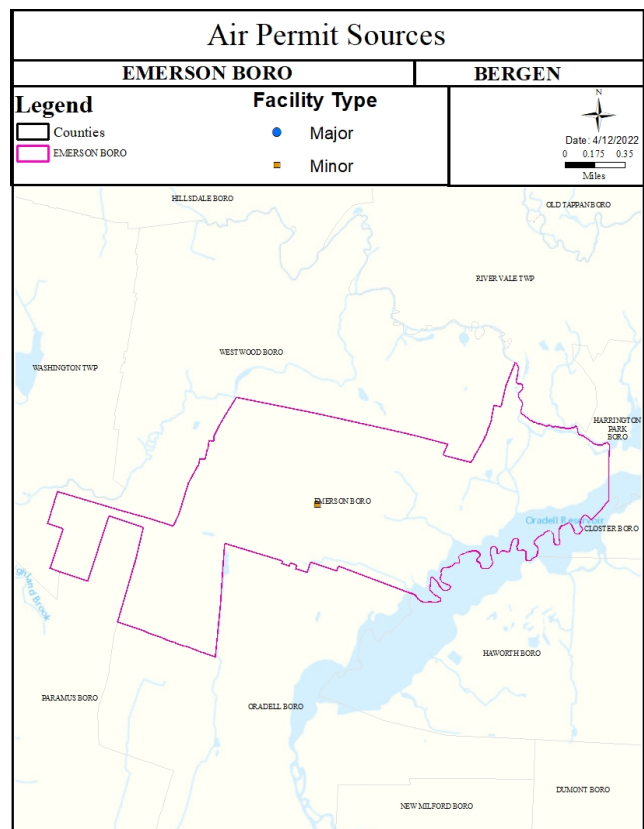 Air Permit Sources
EMERSON BORO
BERGEN
Legend
Counties
EMERSON BORO
Facility Type
Major
Minor
N
Date: 4/12/2022
0 0.175 0.35
Miles
HILLSDALE BORO
OLD TAPPAN BORO
RIVER VALE TWP
WESTWOOD BORO
WASHINGTON TWP
HARRINGTON
PARK
BORO
EMERSON BORO
Oradell Reservoir
CLOSTER BORO
ghland Brook
HAWORTH BORO
PARAMUS BORO
ORADELL BORO
DUMONT BORO
NEW MILFORD BORO